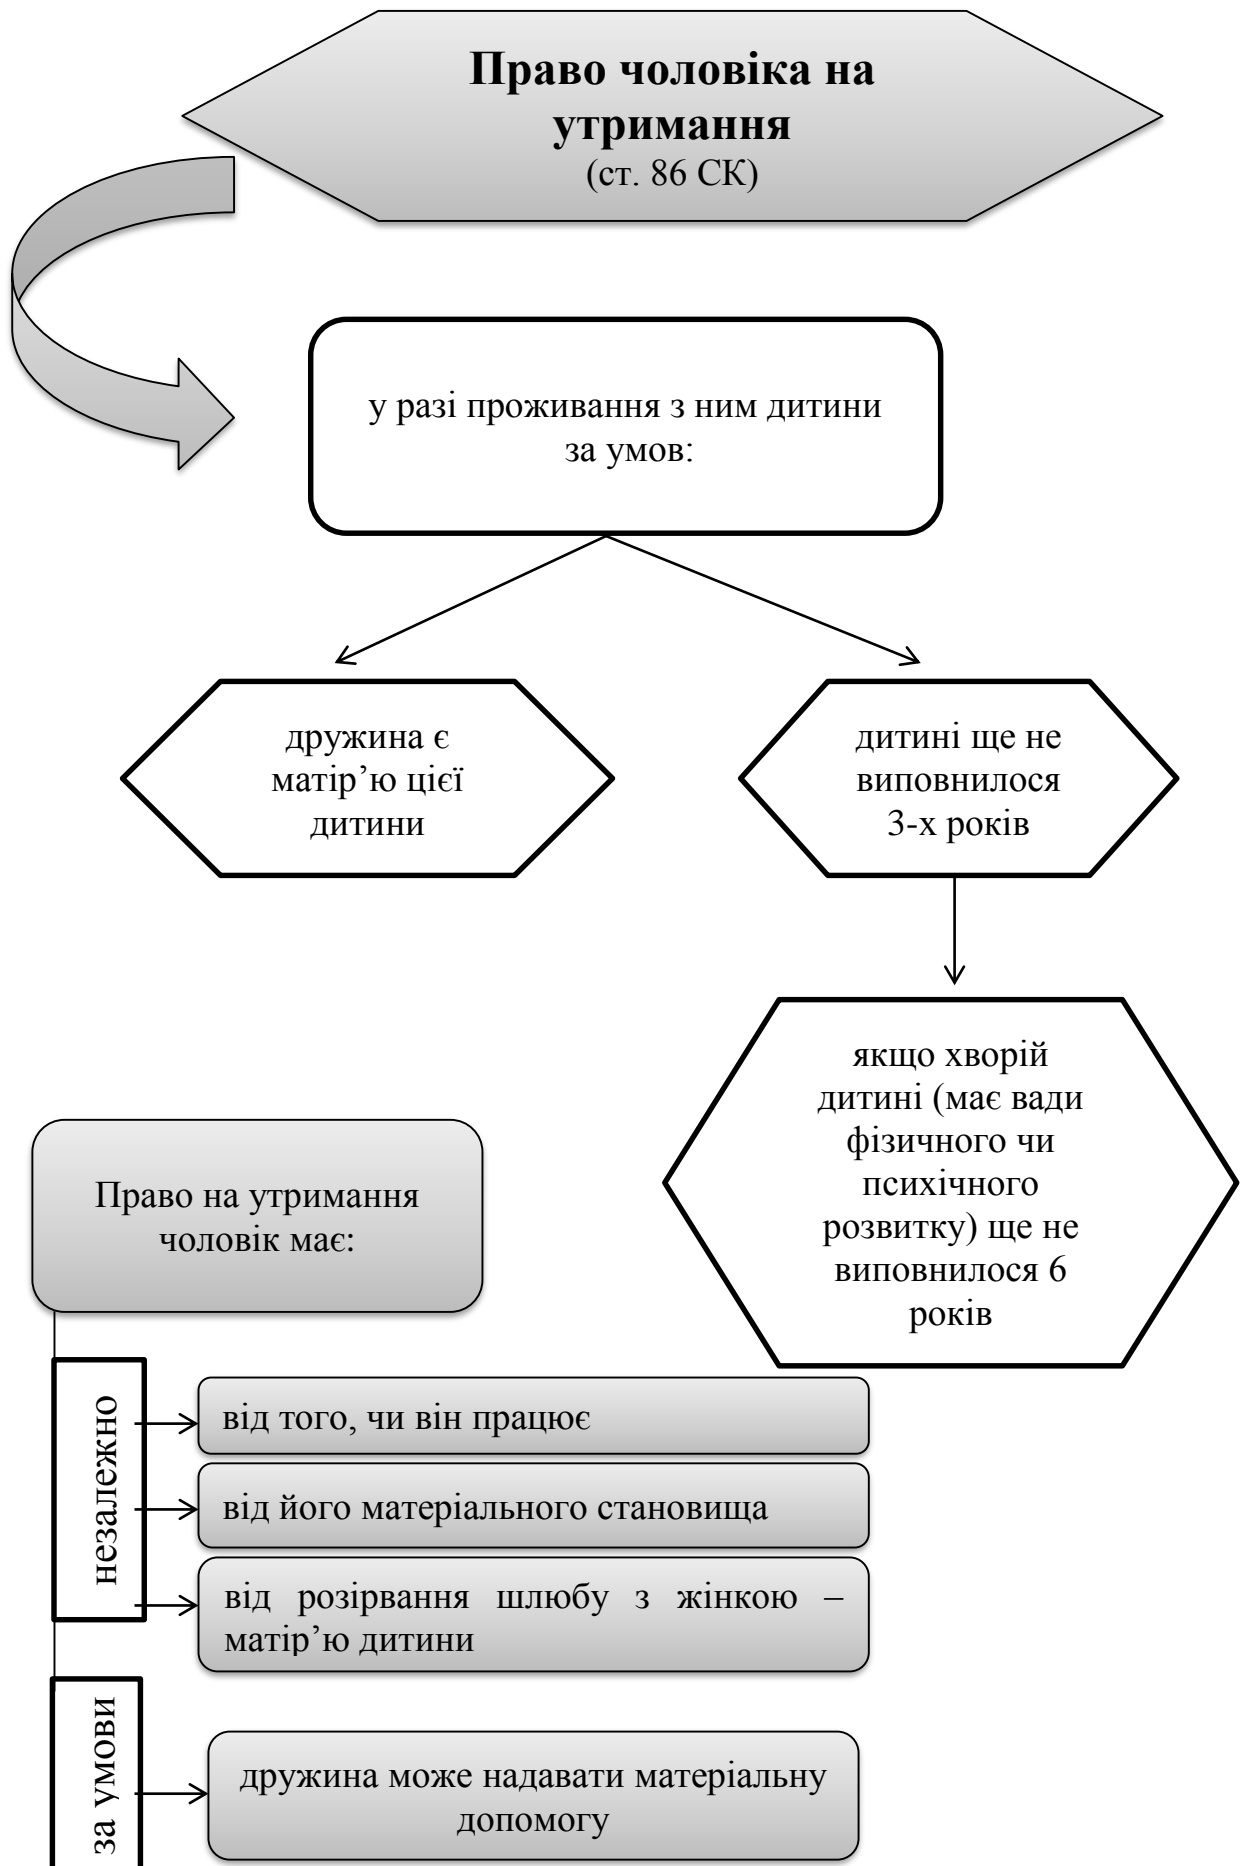 Право чоловіка на
утримання
(ст. 86 СК)
у разі проживання з ним дитини
за умов:
дружина є
матір’ю цієї
дитини
дитині ще не
виповнилося
3-х років
якщо хворій
дитині (має вади
фізичного чи
психічного
розвитку) ще не
виповнилося 6
років
Право на утримання
чоловік має:
незалежно
від того, чи він працює
від його матеріального становища
від розірвання шлюбу з жінкою –
матір’ю дитини
за умови
дружина може надавати матеріальну
допомогу